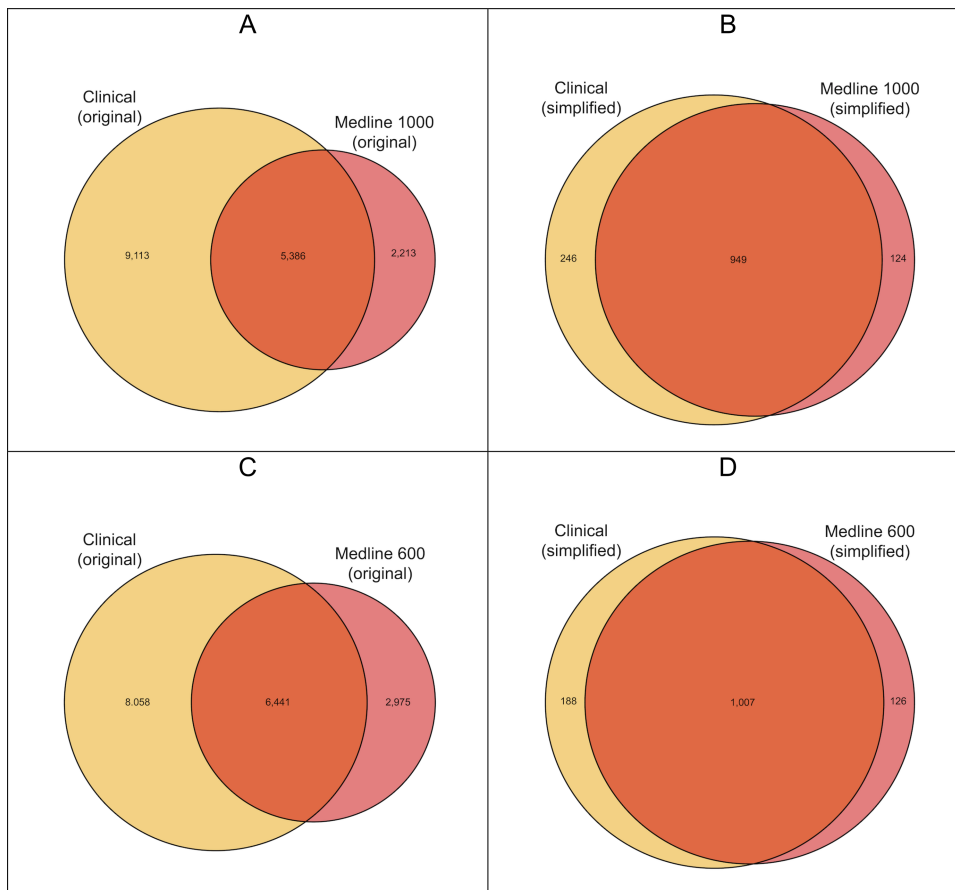 A
Clinical
(original)
Medline 1000
(original)
9,113
5,386
2,213
B
Clinical
(simplified)
Medline 1000
(simplified)
246
949
124
C
Clinical
(original)
Medline 600
(original)
8.058
6,441
2,975
D
Clinical
(simplified)
Medline 600
(simplified)
188
1,007
126